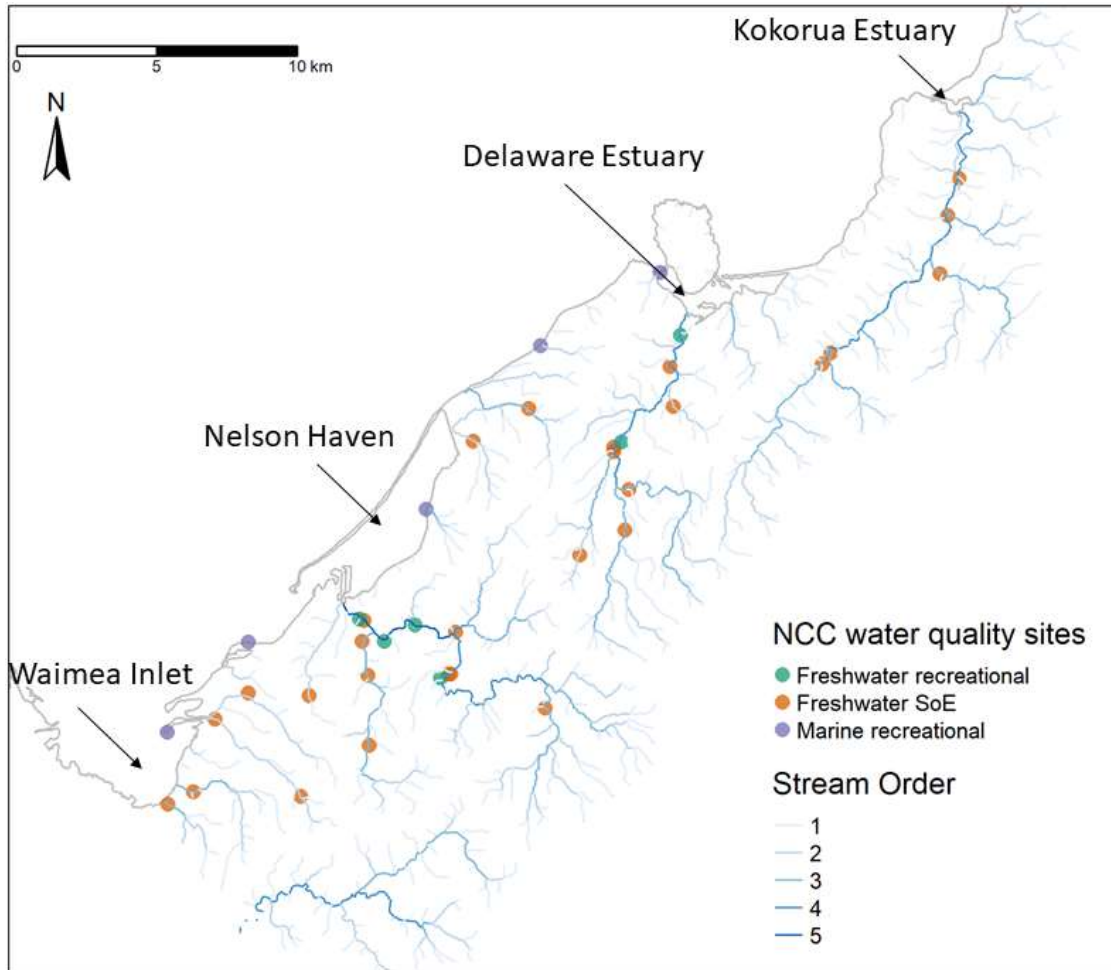 Kokorua Estuary
0 5 10 km
N
Delaware Estuary
Nelson Haven
Waimea Inlet
NCC water quality sites
Freshwater recreational
Freshwater SoE
Marine recreational
Stream Order
1
2
3
4
5